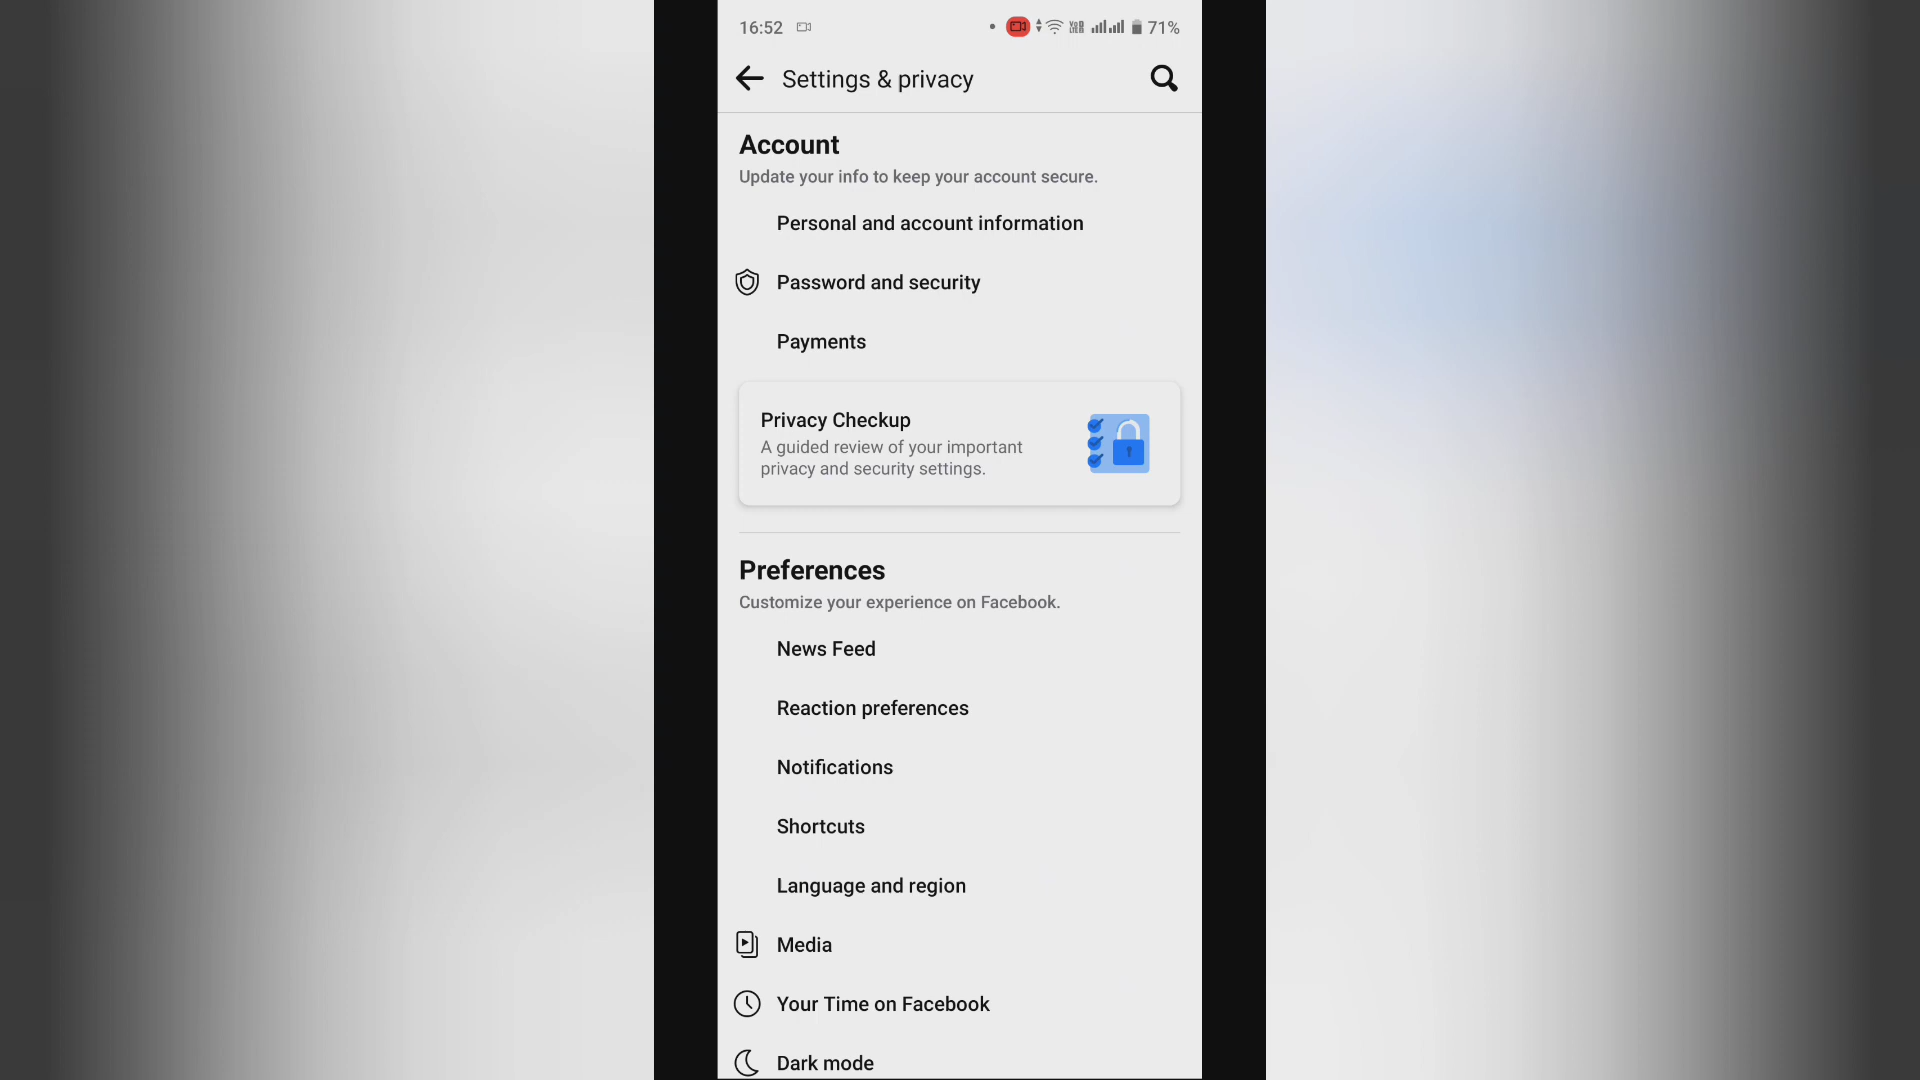 16:52
71%
Settings & privacy
Account
Update your info to keep your account secure.
Personal and account information
Password and security
Payments
Privacy Checkup
A guided review of your important
privacy and security settings.
Preferences
Customize your experience on Facebook.
News Feed
Reaction preferences
Notifications
Shortcuts
Language and region
Media
Your Time on Facebook
Dark mode